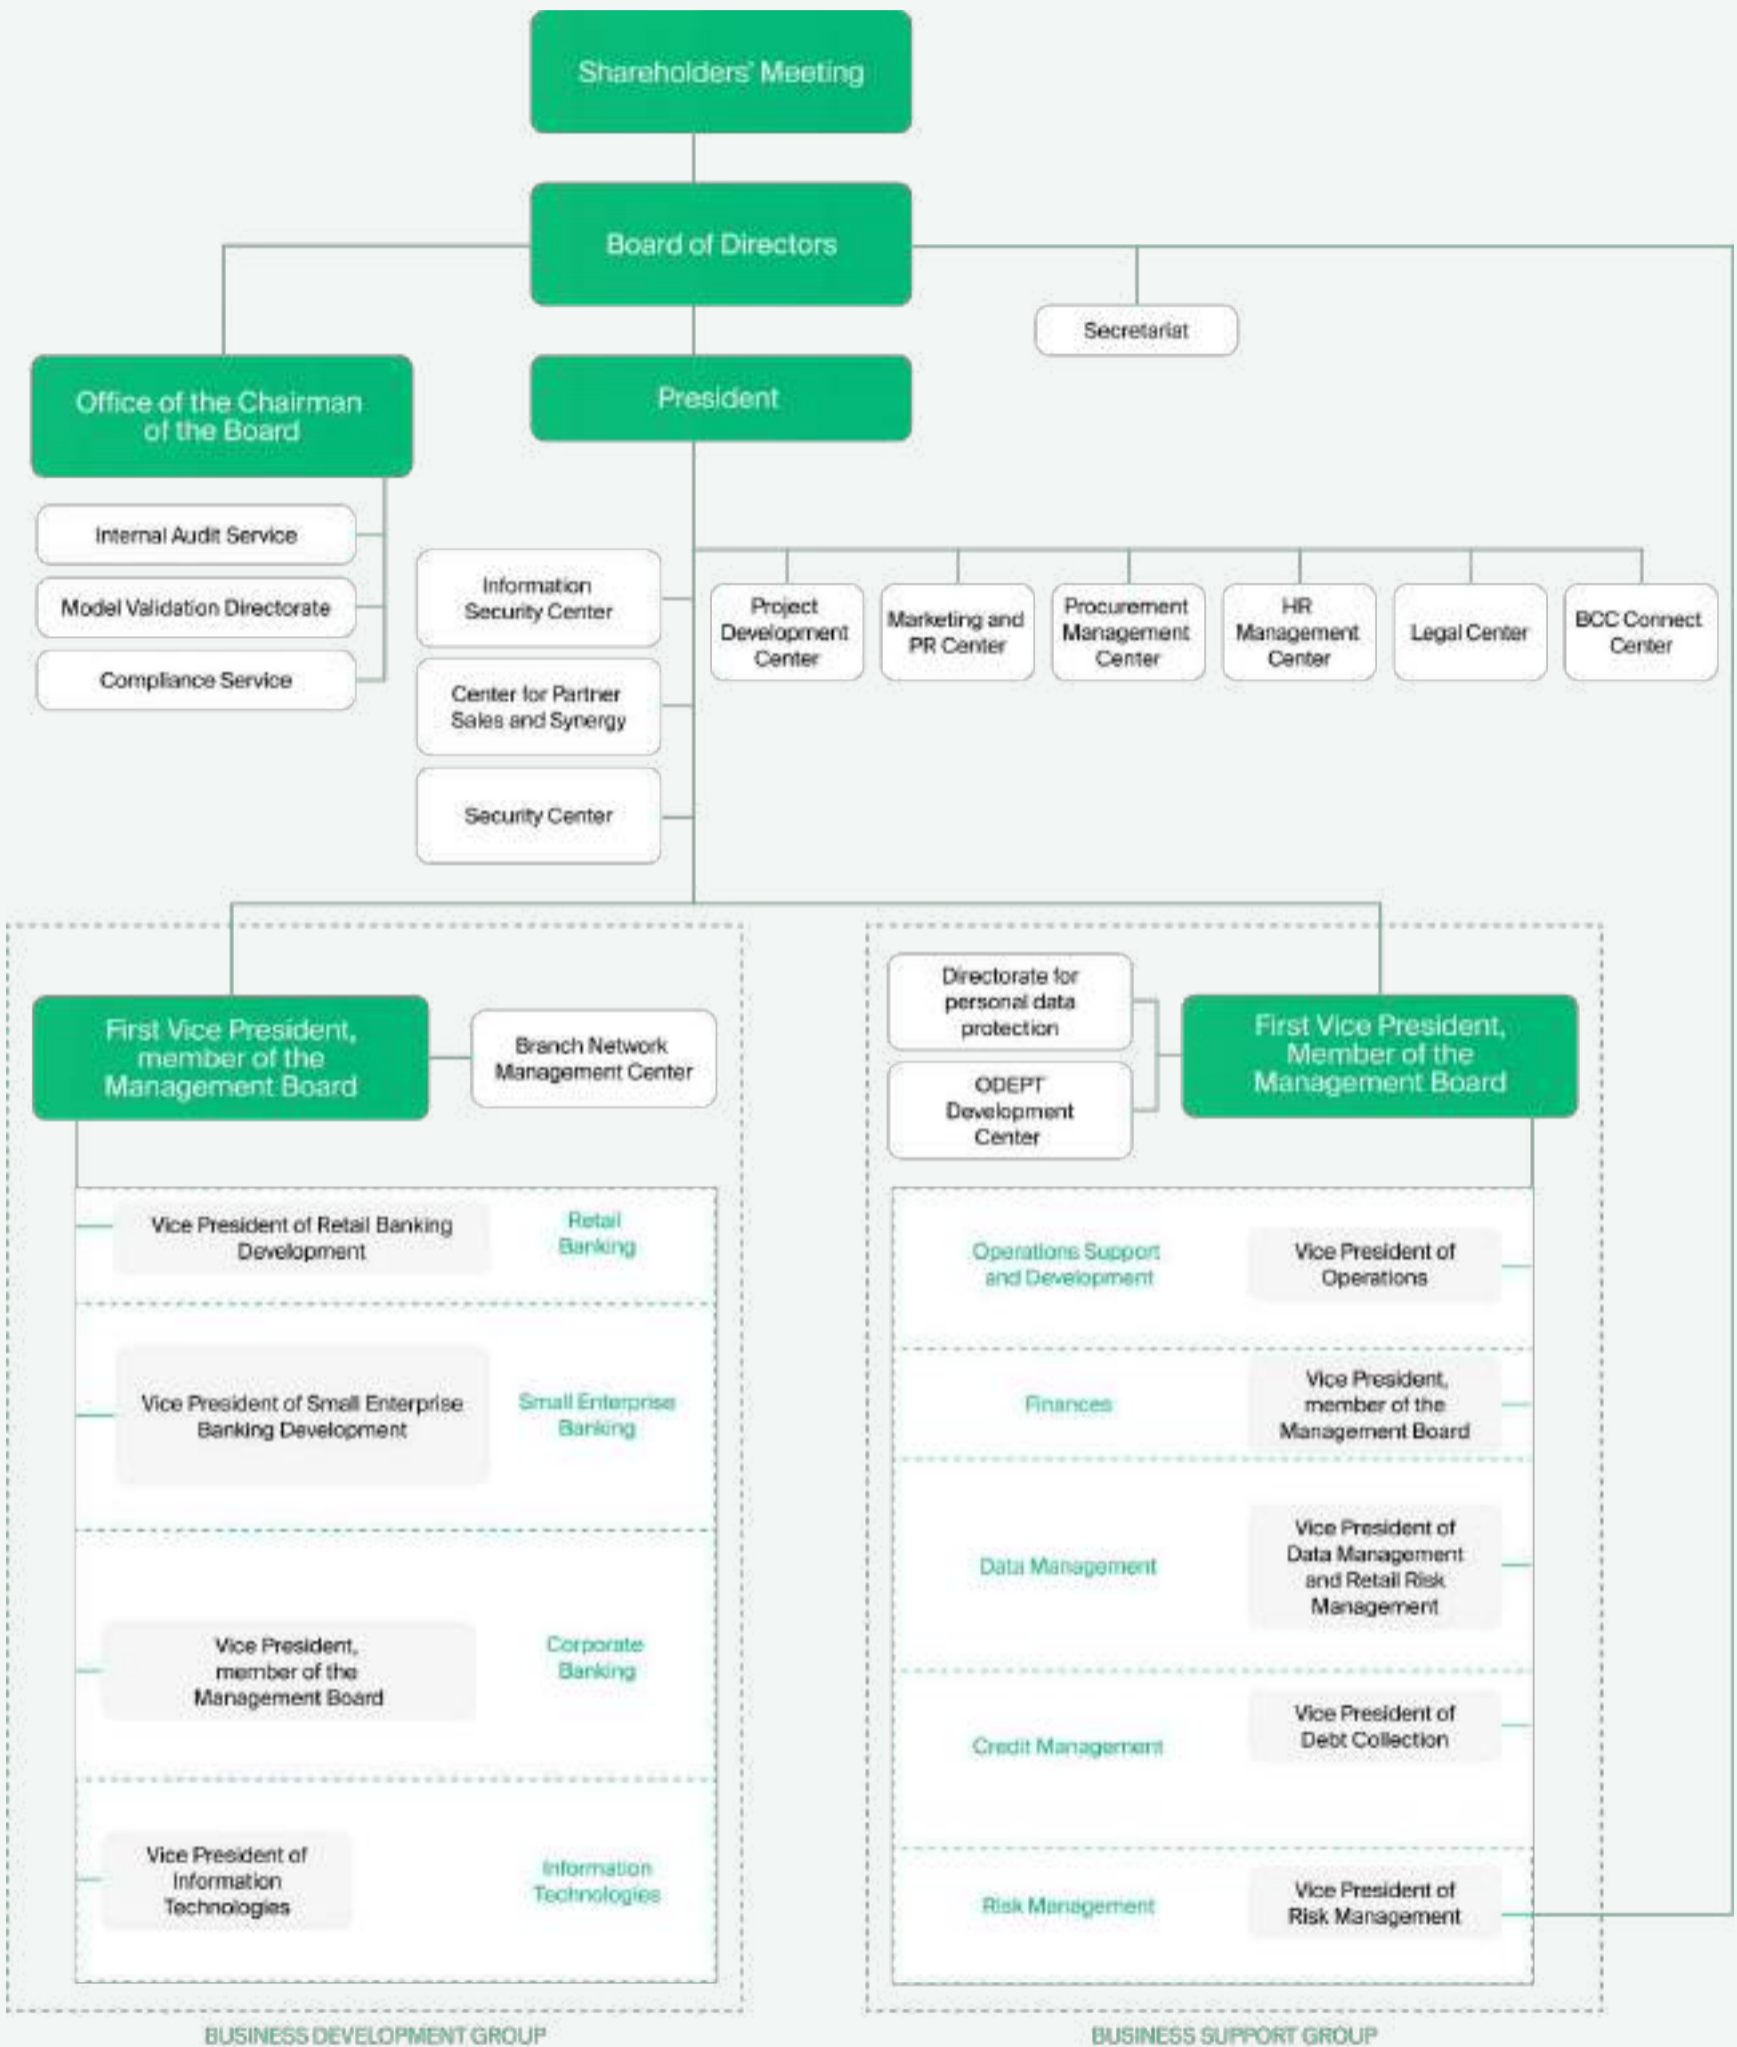 Shareholders' Meeting
Board of Directors
Secretariat
Office of the Chairman
of the Board
President
Internal Audit Service
Model Validation Directorate
Compliance Service
Information
Security Center
Center for Partner
Sales and Synergy
Security Center
Project
Development
Center
Marketing and
PR Center
Procurement
Management
Center
HR
Management
Center
Legal Center
BCC Connect
Center
First Vice President,
member of the
Management Board
Branch Network
Management Center
Vice President of Retail Banking
Development
Retail
Banking
Vice President of Small Enterprise
Banking Development
Small Enterprise
Banking
Vice President,
member of the
Management Board
Corporate
Banking
Vice President of
Information
Technologies
Information
Technologies
BUSINESS DEVELOPMENT GROUP
Directorate for
personal data
protection
ODEPT
Development
Center
First Vice President,
Member of the
Management Board
Operations Support
and Development
Vice President of
Operations
Finances
Vice President,
member of the
Management Board
Data Management
Vice President of
Data Management
and Retail Risk
Management
Credit Management
Vice President of
Debt Collection
Risk Management
Vice President of
Risk Management
BUSINESS SUPPORT GROUP